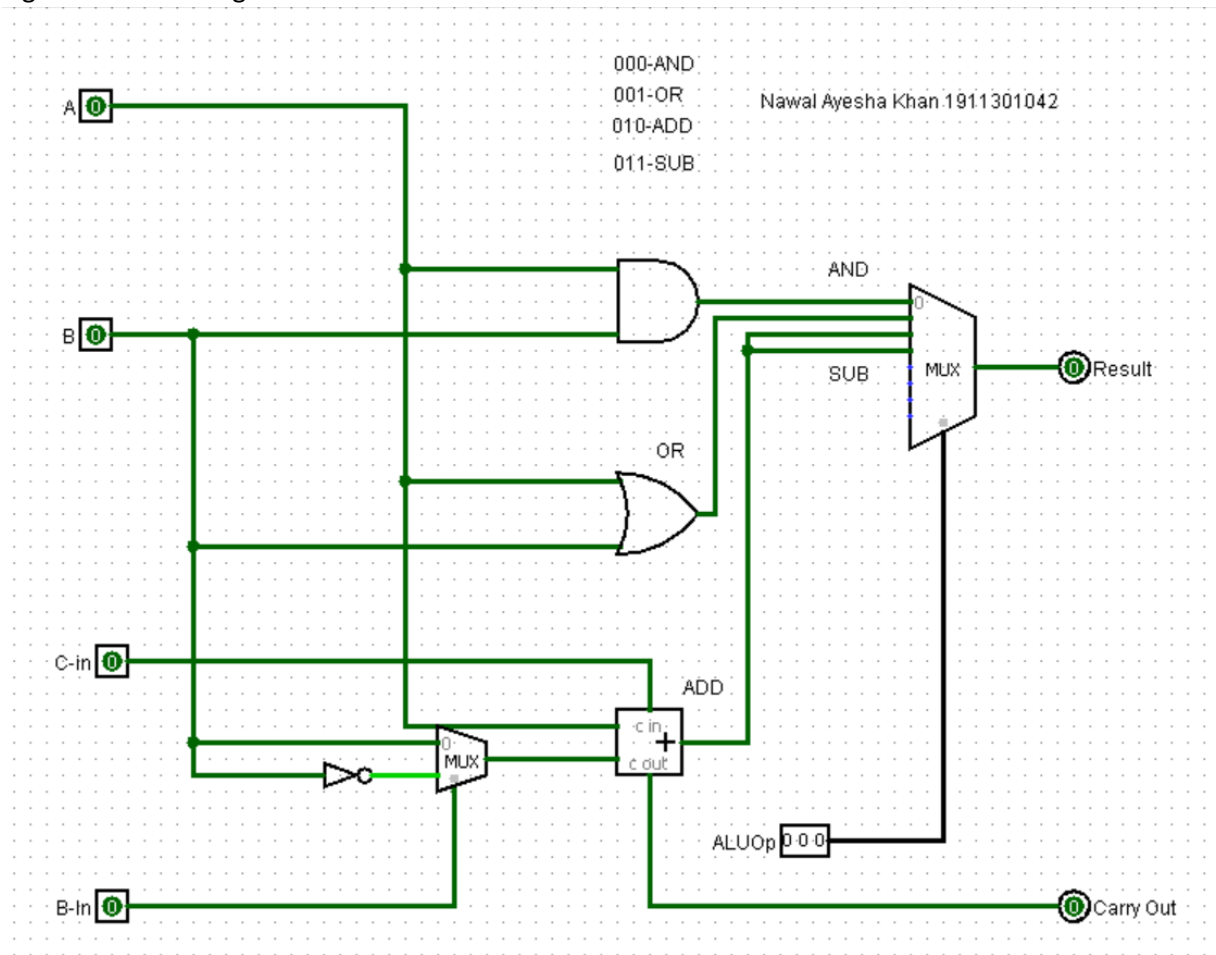 000-AND
001-OR
010-ADD
011-SUB
Nawal Ayesha Khan 1911301042
A 0
B 0
AND
0
SUB
MUX
0 Result
OR
C-in 0
ADD
c in
+
c out
0
MUX
ALUOp 0 0 0
B-In 0
0 Carry Out